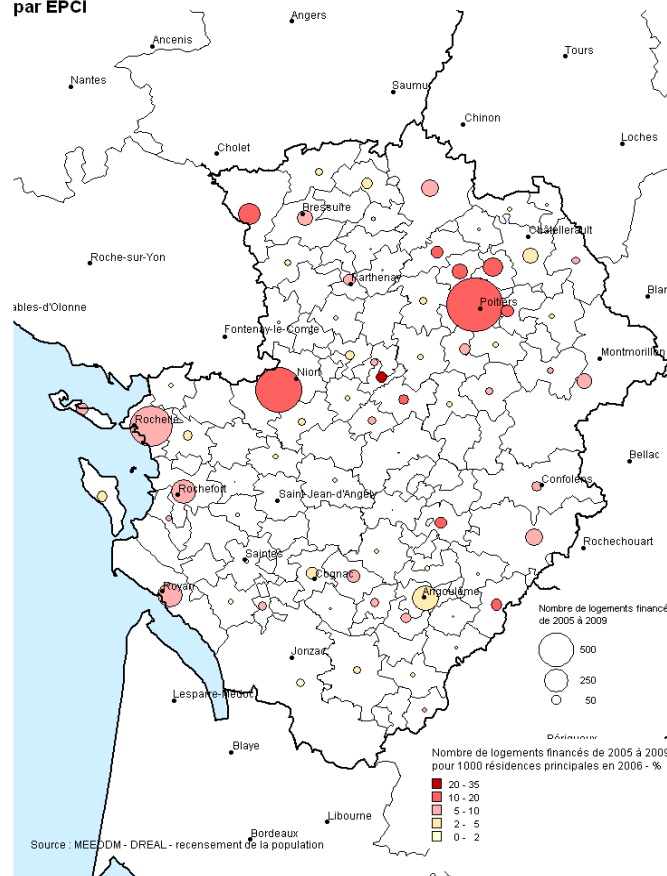 par EPCI
Angers
Ancenis
Tours
Nantes
Saumu
Chinon
Loches
Cholet
Bressuire
Châtellerault
Roche-sur-Yon
Parthenay
Blan
ables-d'Olonne
Poitiers
Fontenay-le-Comte
Montmorillon
Niort
Rochelle
Bellac
Confolens
Rochefort
Saint-Jean-d'Angély
Rochechouart
Saintes
Cognac
Royan
Angoulême
Nombre de logements financé
de 2005 à 2009
500
250
50
Jonzac
Lesparre-Médoc
Périgueux
Blaye
Nombre de logements financés de 2005 à 2009
pour 1000 résidences principales en 2006 - %
20 - 35
10 - 20
5 - 10
2 - 5
0 - 2
Libourne
Bordeaux
Source : MEEDDM - DREAL - recensement de la population